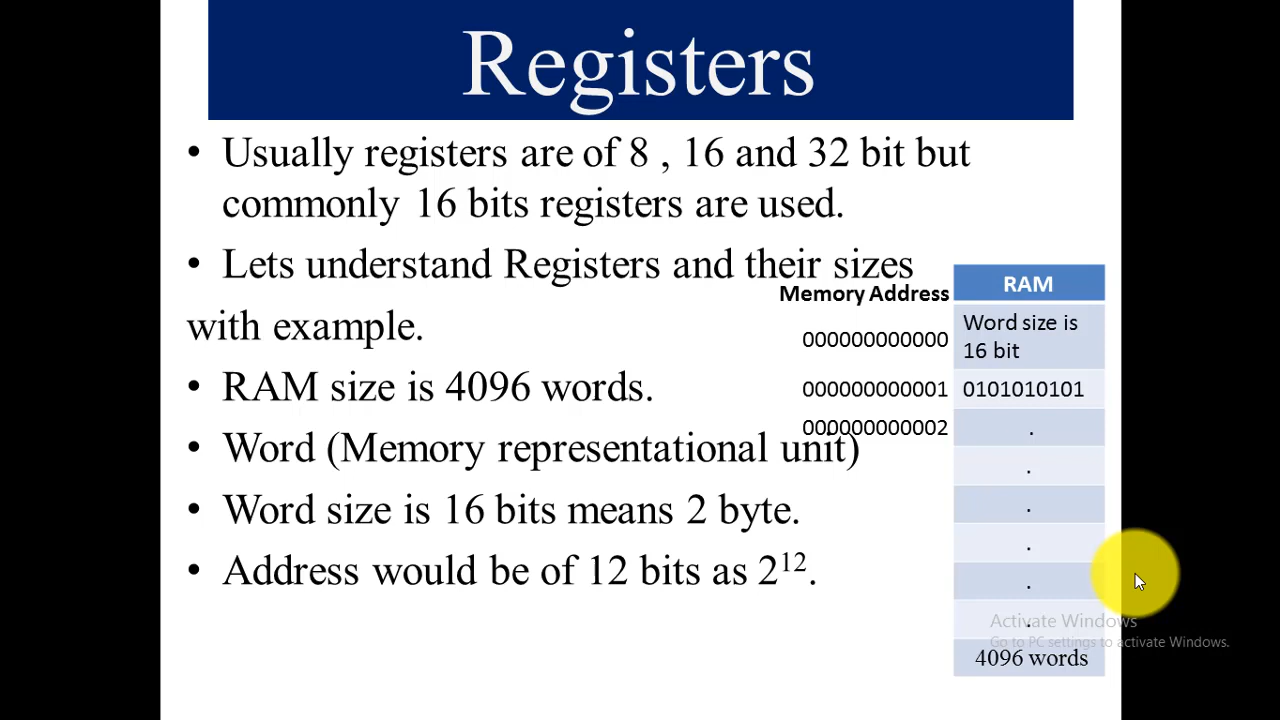 Registers
• Usually registers are of 8 , 16 and 32 bit but
commonly 16 bits registers are used.
• Lets understand Registers and their sizes
with example.
• RAM size is 4096 words.
• Word (Memory representational unit)
• Word size is 16 bits means 2 byte.
• Address would be of 12 bits as 2¹².
Memory Address
000000000000
000000000001
000000000002
RAM
Word size is
16 bit
0101010101
.
.
.
.
.
.
4096 words
Activate Windows
Go to PC settings to activate Windows.